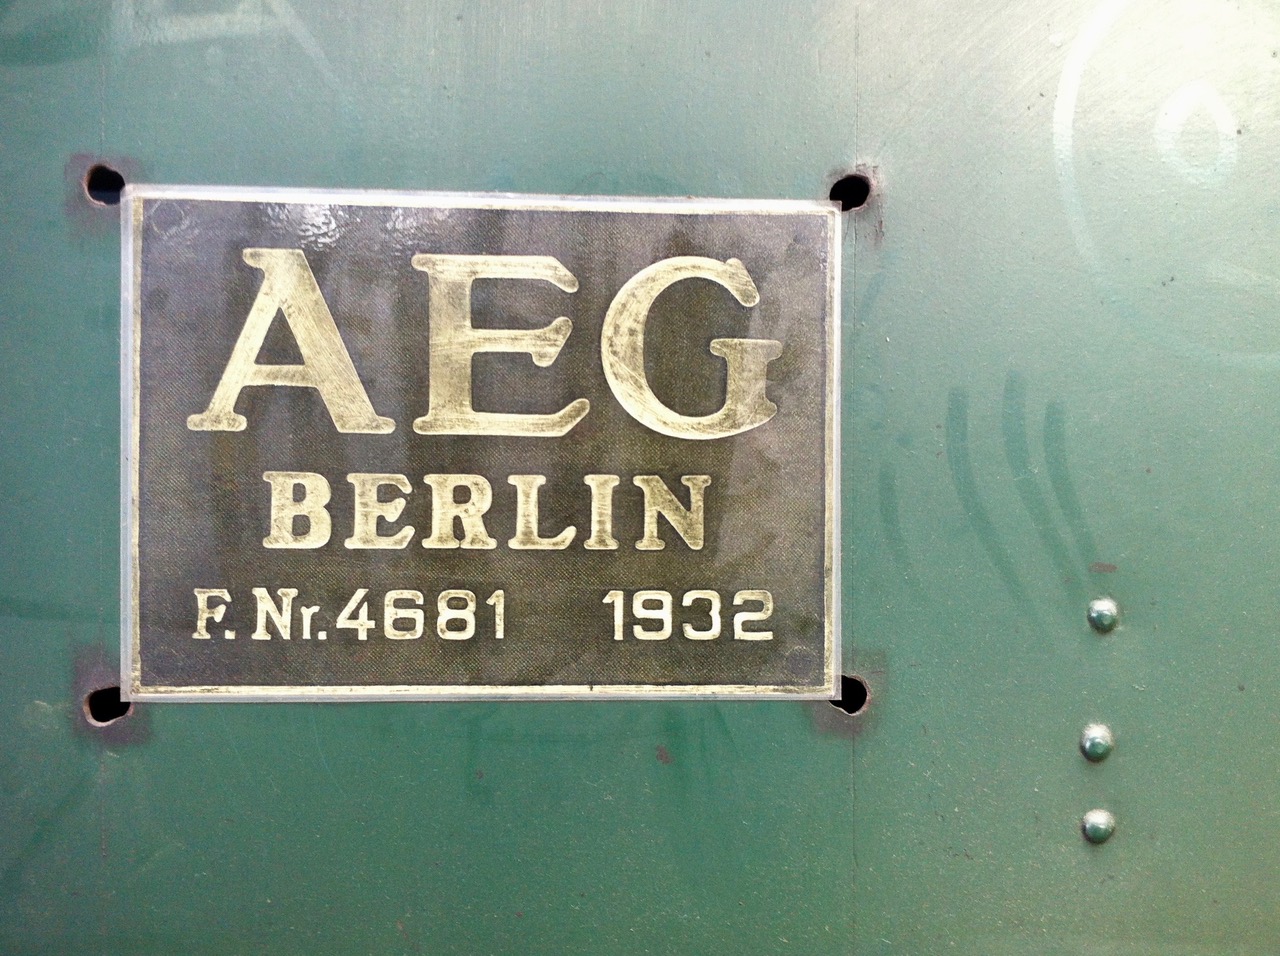 AEG
BERLIN
F. Nr. 4681 1932